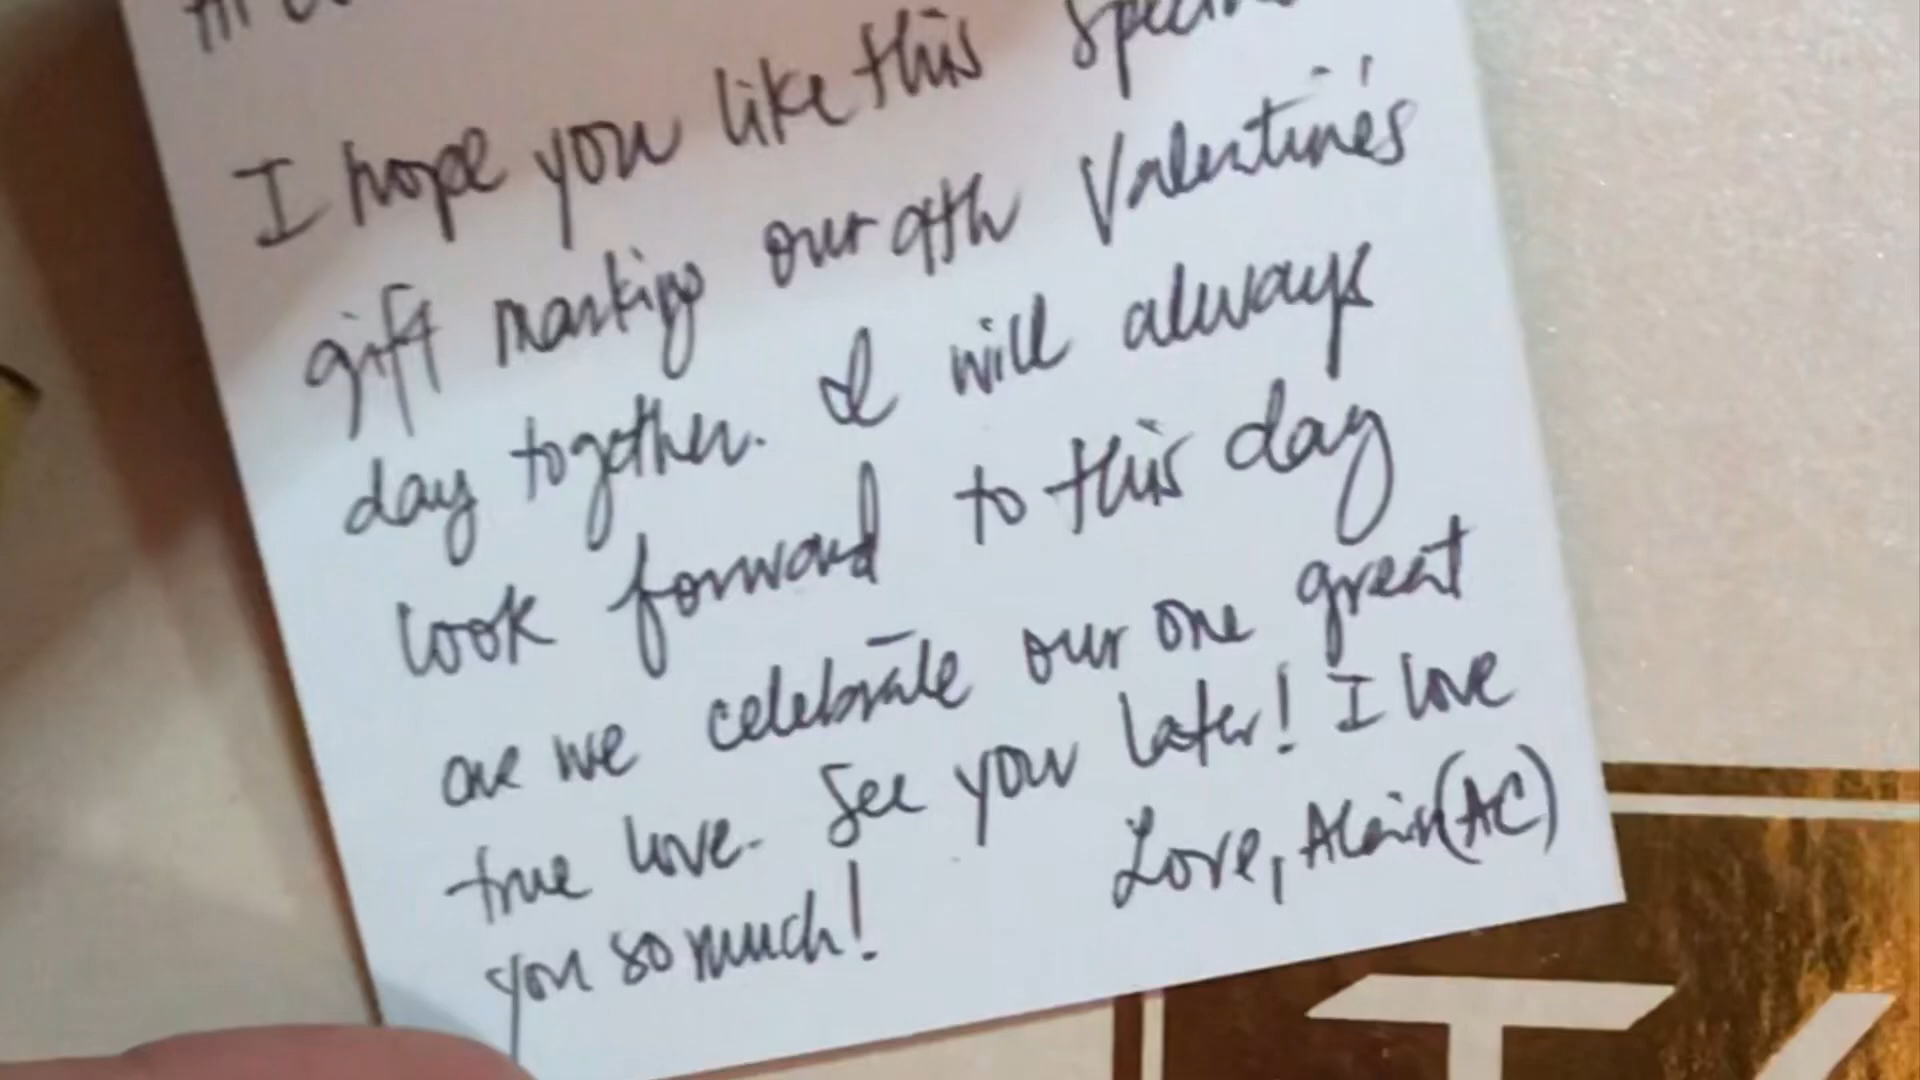 I hope you like this
gift marking our 9th Valentine's
day together. I will always
look forward to this day
as we celebrate our one great
true love. See you later! I love
you so much! Love, Alain (AC)